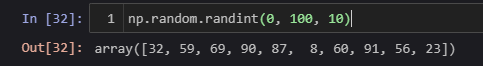 In [32]: 1 np.random.randint(0, 100, 10)
Out[32]: array([32, 59, 69, 90, 87,  8, 60, 91, 56, 23])